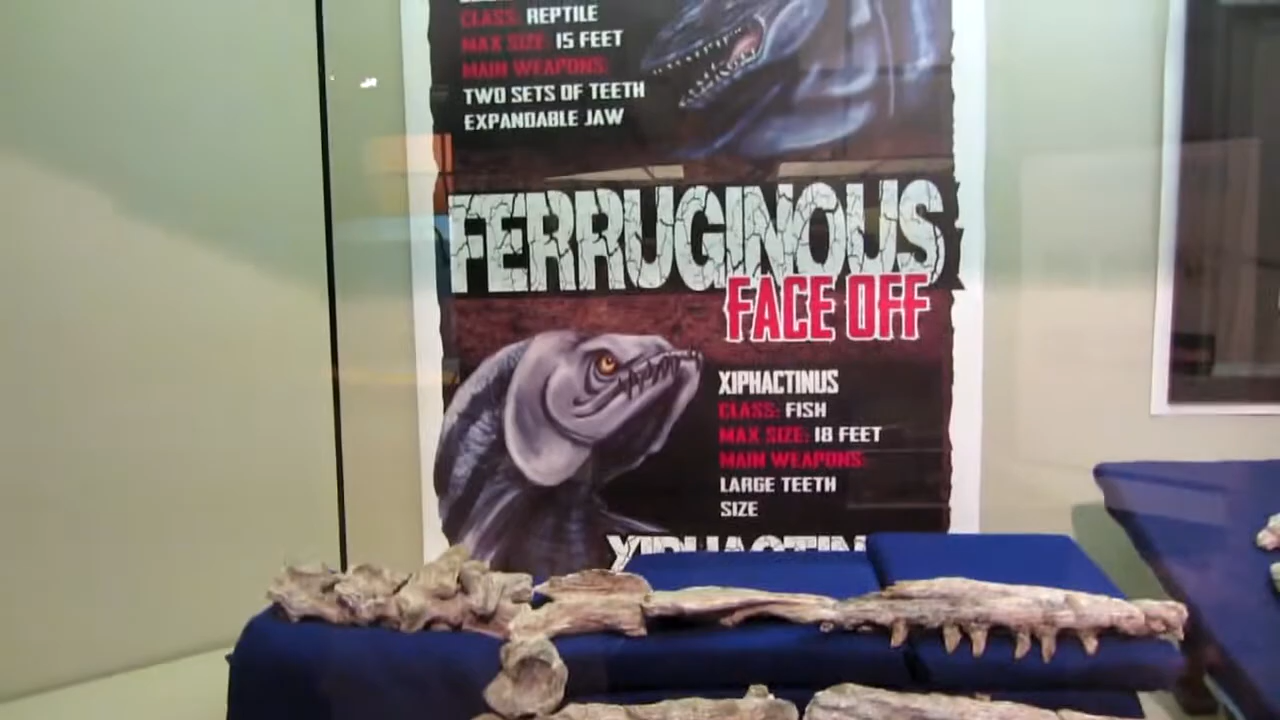 CLASS: REPTILE
MAX SIZE: 15 FEET
MAIN WEAPONS:
TWO SETS OF TEETH
EXPANDABLE JAW
FERRUGINOUS
FACE OFF
XIPHACTINUS
CLASS: FISH
MAX SIZE: 18 FEET
MAIN WEAPONS:
LARGE TEETH
SIZE
XIPHACTIN